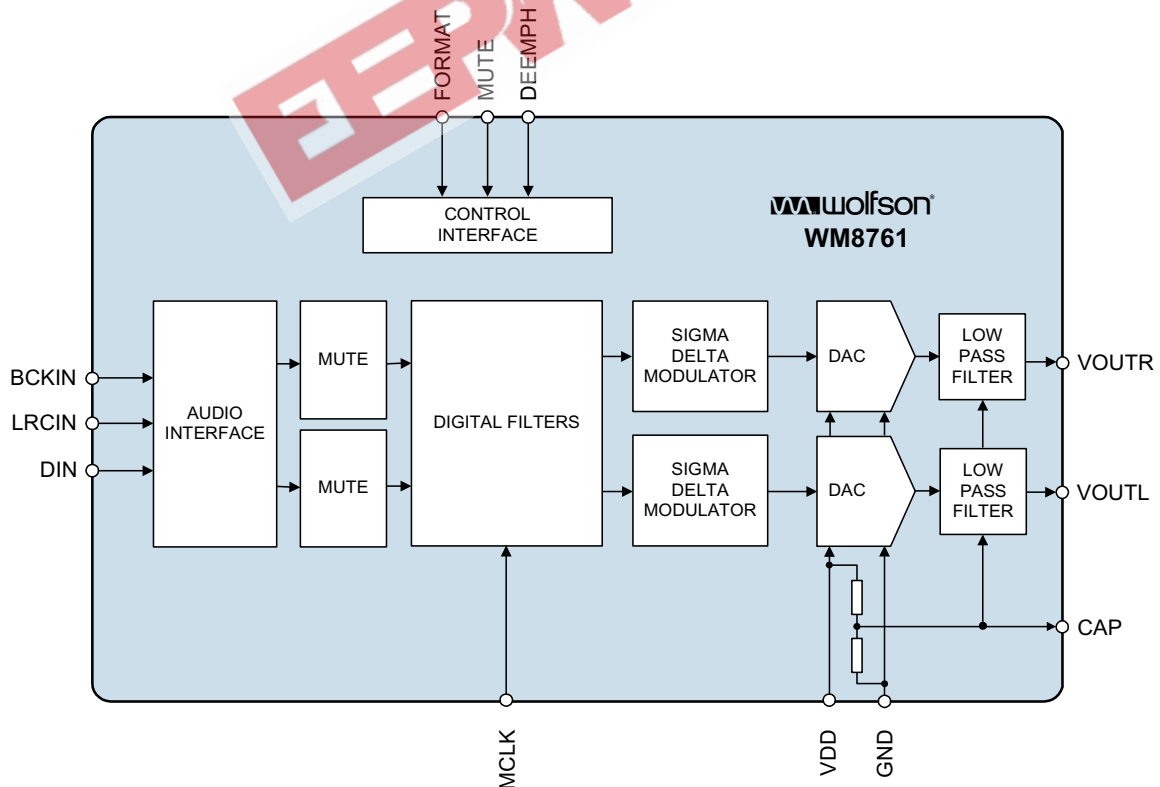 FORMAT
MUTE
DEEMPH
CONTROL
INTERFACE
wolfson®
WM8761
BCKIN
LRCIN
DIN
AUDIO
INTERFACE
MUTE
MUTE
DIGITAL FILTERS
SIGMA
DELTA
MODULATOR
SIGMA
DELTA
MODULATOR
DAC
DAC
LOW
PASS
FILTER
LOW
PASS
FILTER
VOUTR
VOUTL
CAP
MCLK
VDD
GND